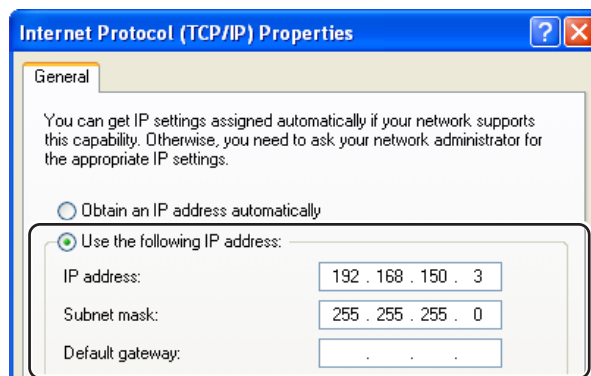 Internet Protocol (TCP/IP) Properties
General
You can get IP settings assigned automatically if your network supports
this capability. Otherwise, you need to ask your network administrator for
the appropriate IP settings.
Obtain an IP address automatically
Use the following IP address:
IP address: 192 . 168 . 150 . 3
Subnet mask: 255 . 255 . 255 . 0
Default gateway: . . .